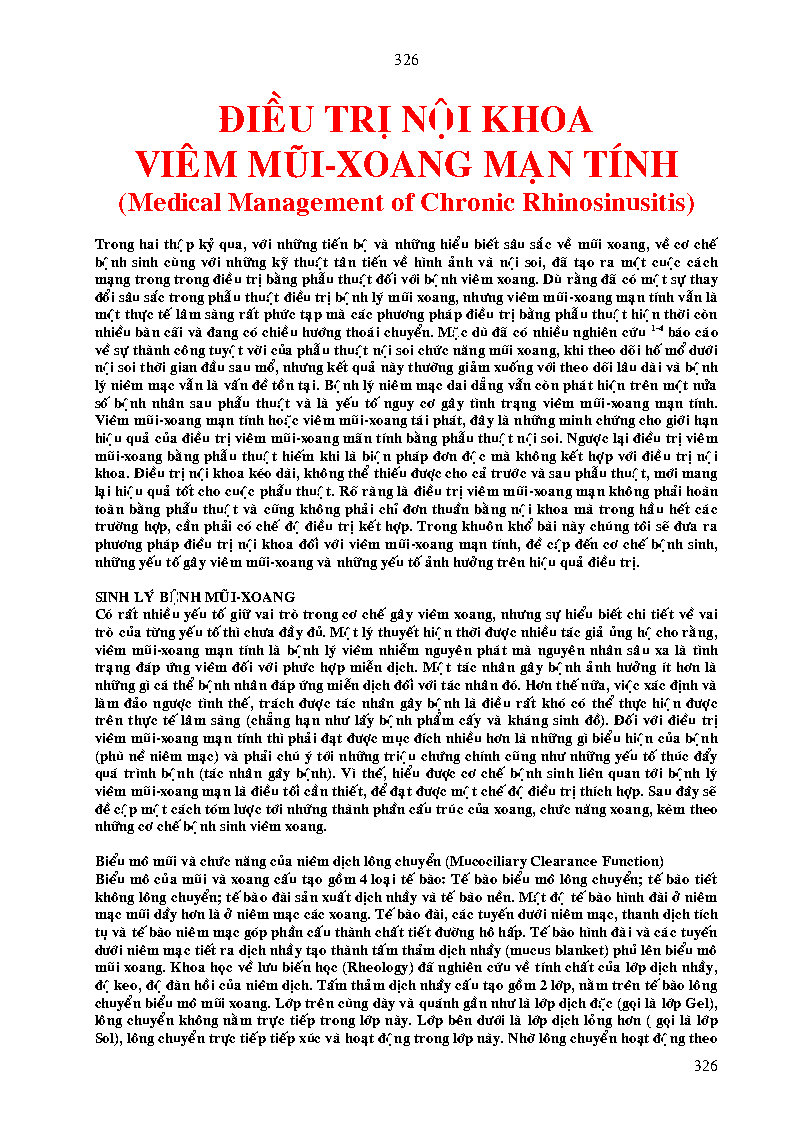 326
ĐIỀU TRỊ NỘI KHOA
VIÊM MŨI-XOANG MẠN TÍNH
(Medical Management of Chronic Rhinosinusitis)
Trong hai thập kỷ qua, với những tiến bộ và những hiểu biết sâu sắc về mũi xoang, về cơ chế
bệnh sinh cùng với những kỹ thuật tân tiến về hình ảnh và nội soi, đã tạo ra một cuộc cách
mạng trong trong điều trị bằng phẫu thuật đối với bệnh viêm xoang. Dù rằng đã có một sự thay
đổi sâu sắc trong phẫu thuật điều trị bệnh lý mũi xoang, nhưng viêm mũi-xoang mạn tính vẫn là
một thực tế lâm sàng rất phức tạp mà các phương pháp điều trị bằng phẫu thuật hiện thời còn
nhiều bàn cãi và đang có chiều hướng thoái chuyển. Mặc dù đã có nhiều nghiên cứu 1-4 báo cáo
về sự thành công tuyệt vời của phẫu thuật nội soi chức năng mũi xoang, khi theo dõi hố mổ dưới
nội soi thời gian đầu sau mổ, nhưng kết quả này thường giảm xuống với theo dõi lâu dài và bệnh
lý niêm mạc vẫn là vấn đề tồn tại. Bệnh lý niêm mạc dai dẳng vẫn còn phát hiện trên một nửa
số bệnh nhân sau phẫu thuật và là yếu tố nguy cơ gây tình trạng viêm mũi-xoang mạn tính.
Viêm mũi-xoang mạn tính hoặc viêm mũi-xoang tái phát, đây là những minh chứng cho giới hạn
hiệu quả của điều trị viêm mũi-xoang mãn tính bằng phẫu thuật nội soi. Ngược lại điều trị viêm
mũi-xoang bằng phẫu thuật hiếm khi là biện pháp đơn độc mà không kết hợp với điều trị nội
khoa. Điều trị nội khoa kéo dài, không thể thiếu được cho cả trước và sau phẫu thuật, mới mang
lại hiệu quả tốt cho cuộc phẫu thuật. Rõ ràng là điều trị viêm mũi-xoang mạn không phải hoàn
toàn bằng phẫu thuật và cũng không phải chỉ đơn thuần bằng nội khoa mà trong hầu hết các
trường hợp, cần phải có chế độ điều trị kết hợp. Trong khuôn khổ bài này chúng tôi sẽ đưa ra
phương pháp điều trị nội khoa đối với viêm mũi-xoang mạn tính, đề cập đến cơ chế bệnh sinh,
những yếu tố gây viêm mũi-xoang và những yếu tố ảnh hưởng trên hiệu quả điều trị.
SINH LÝ BỆNH MŨI-XOANG
Có rất nhiều yếu tố giữ vai trò trong cơ chế gây viêm xoang, nhưng sự hiểu biết chi tiết về vai
trò của từng yếu tố thì chưa đầy đủ. Một lý thuyết hiện thời được nhiều tác giả ủng hộ cho rằng,
viêm mũi-xoang mạn tính là bệnh lý viêm nhiễm nguyên phát mà nguyên nhân sâu xa là tình
trạng đáp ứng viêm đối với phức hợp miễn dịch. Một tác nhân gây bệnh ảnh hưởng ít hơn là
những gì cá thể bệnh nhân đáp ứng miễn dịch đối với tác nhân đó. Hơn thế nữa, việc xác định và
làm đảo ngược tình thế, trách được tác nhân gây bệnh là điều rất khó có thể thực hiện được
trên thực tế lâm sàng (chẳng hạn như lấy bệnh phẩm cấy và kháng sinh đồ). Đối với điều trị
viêm mũi-xoang mạn tính thì phải đạt được mục đích nhiều hơn là những gì biểu hiện của bệnh
(phù nề niêm mạc) và phải chú ý tới những triệu chứng chính cũng như những yếu tố thúc đẩy
quá trình bệnh (tác nhân gây bệnh). Vì thế, hiểu được cơ chế bệnh sinh liên quan tới bệnh lý
viêm mũi-xoang mạn là điều tối cần thiết, để đạt được một chế độ điều trị thích hợp. Sau đây sẽ
đề cập một cách tóm lược tới những thành phần cấu trúc của xoang, chức năng xoang, kèm theo
những cơ chế bệnh sinh viêm xoang.
Biểu mô mũi và chức năng của niêm dịch lông chuyển (Mucociliary Clearance Function)
Biểu mô của mũi và xoang cấu tạo gồm 4 loại tế bào: Tế bào biểu mô lông chuyển; tế bào tiết
không lông chuyển; tế bào đài sản xuất dịch nhầy và tế bào nền. Mật độ tế bào hình đài ở niêm
mạc mũi dầy hơn là ở niêm mạc các xoang. Tế bào đài, các tuyến dưới niêm mạc, thanh dịch tích
tụ và tế bào niêm mạc góp phần cấu thành chất tiết đường hô hấp. Tế bào hình đài và các tuyến
dưới niêm mạc tiết ra dịch nhầy tạo thành tấm thảm dịch nhầy (mucus blanket) phủ lên biểu mô
mũi xoang. Khoa học về lưu biến học (Rheology) đã nghiên cứu về tính chất của lớp dịch nhầy,
độ keo, độ đàn hồi của niêm dịch. Tấm thảm dịch nhầy cấu tạo gồm 2 lớp, nằm trên tế bào lông
chuyển biểu mô mũi xoang. Lớp trên cùng dày và quánh gần như là lớp dịch đặc (gọi là lớp Gel),
lông chuyển không nằm trực tiếp trong lớp này. Lớp bên dưới là lớp dịch lỏng hơn ( gọi là lớp
Sol), lông chuyển trực tiếp tiếp xúc và hoạt động trong lớp này. Nhờ lông chuyển hoạt động theo
326